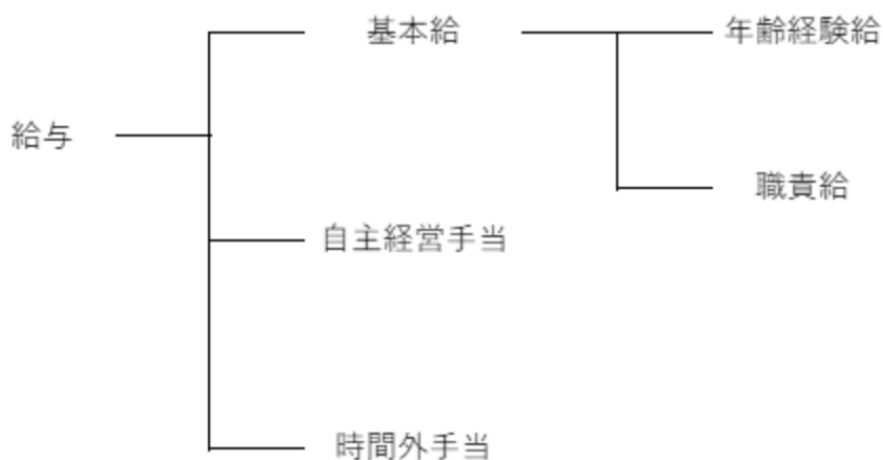 基本給
年齢経験給
給与
職責給
自主経営手当
時間外手当